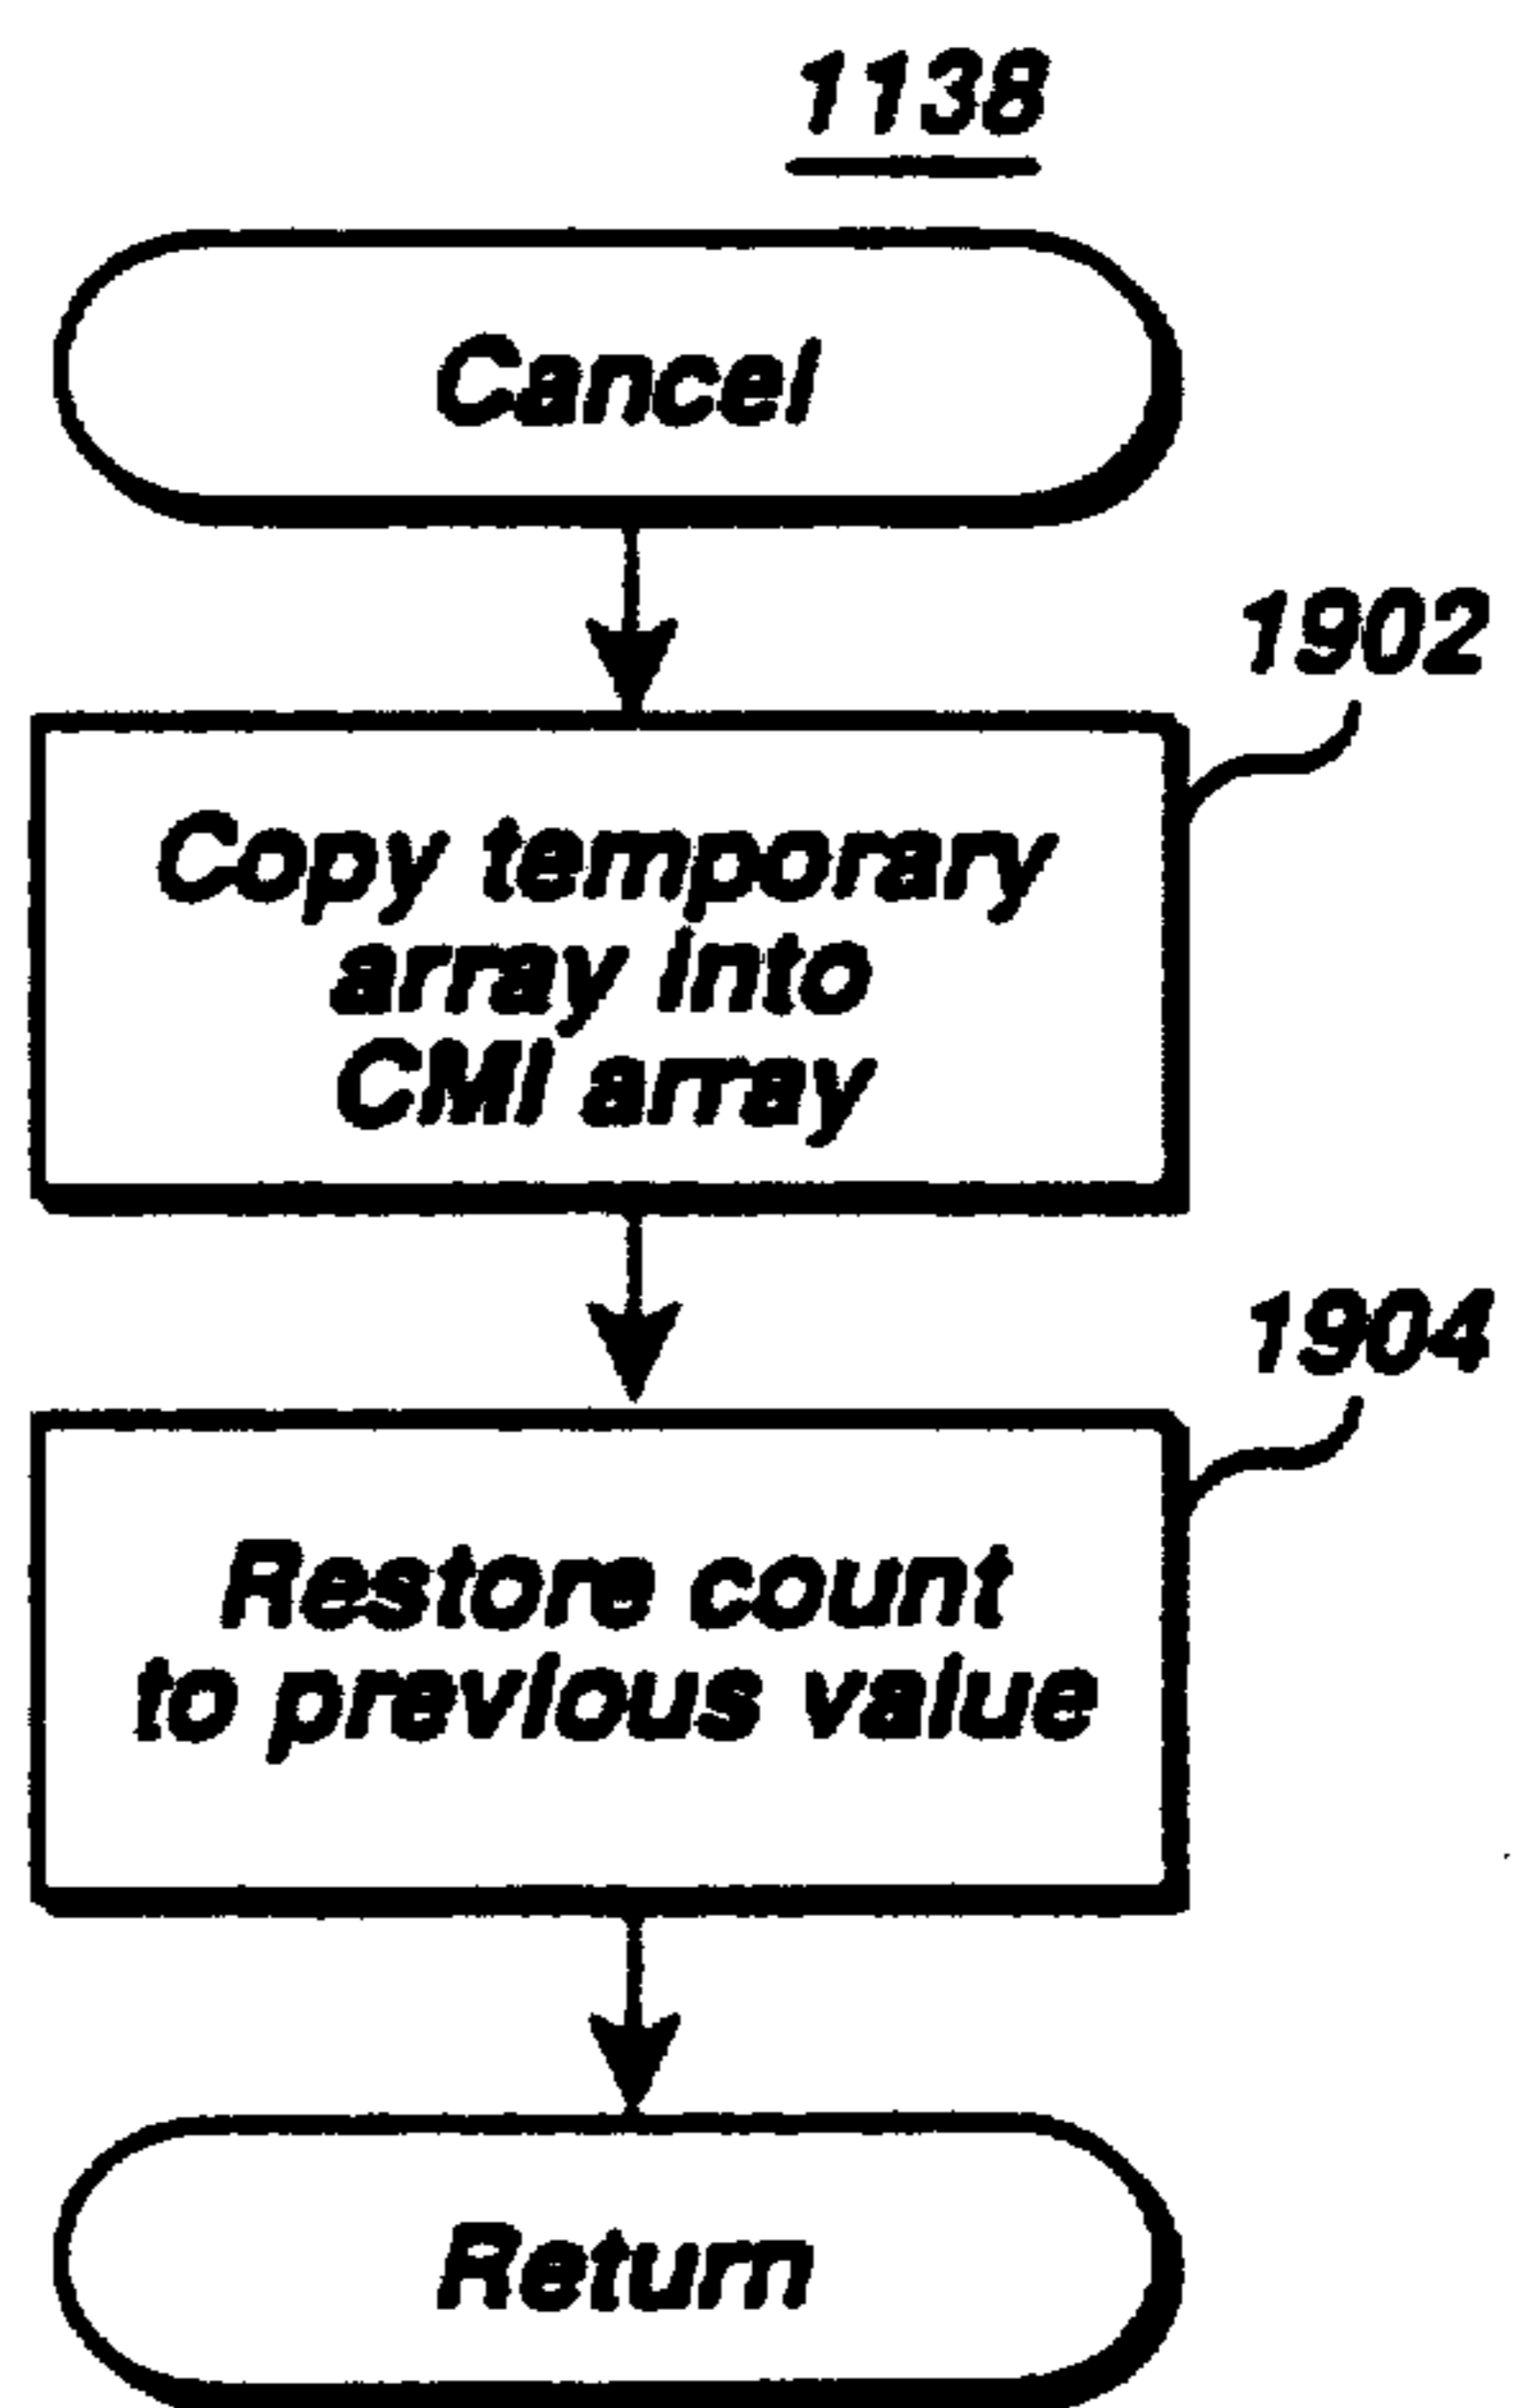 1138
Cancel
1902
Copy temporary
array into
CMI array
1904
Restore count
to previous value
Return